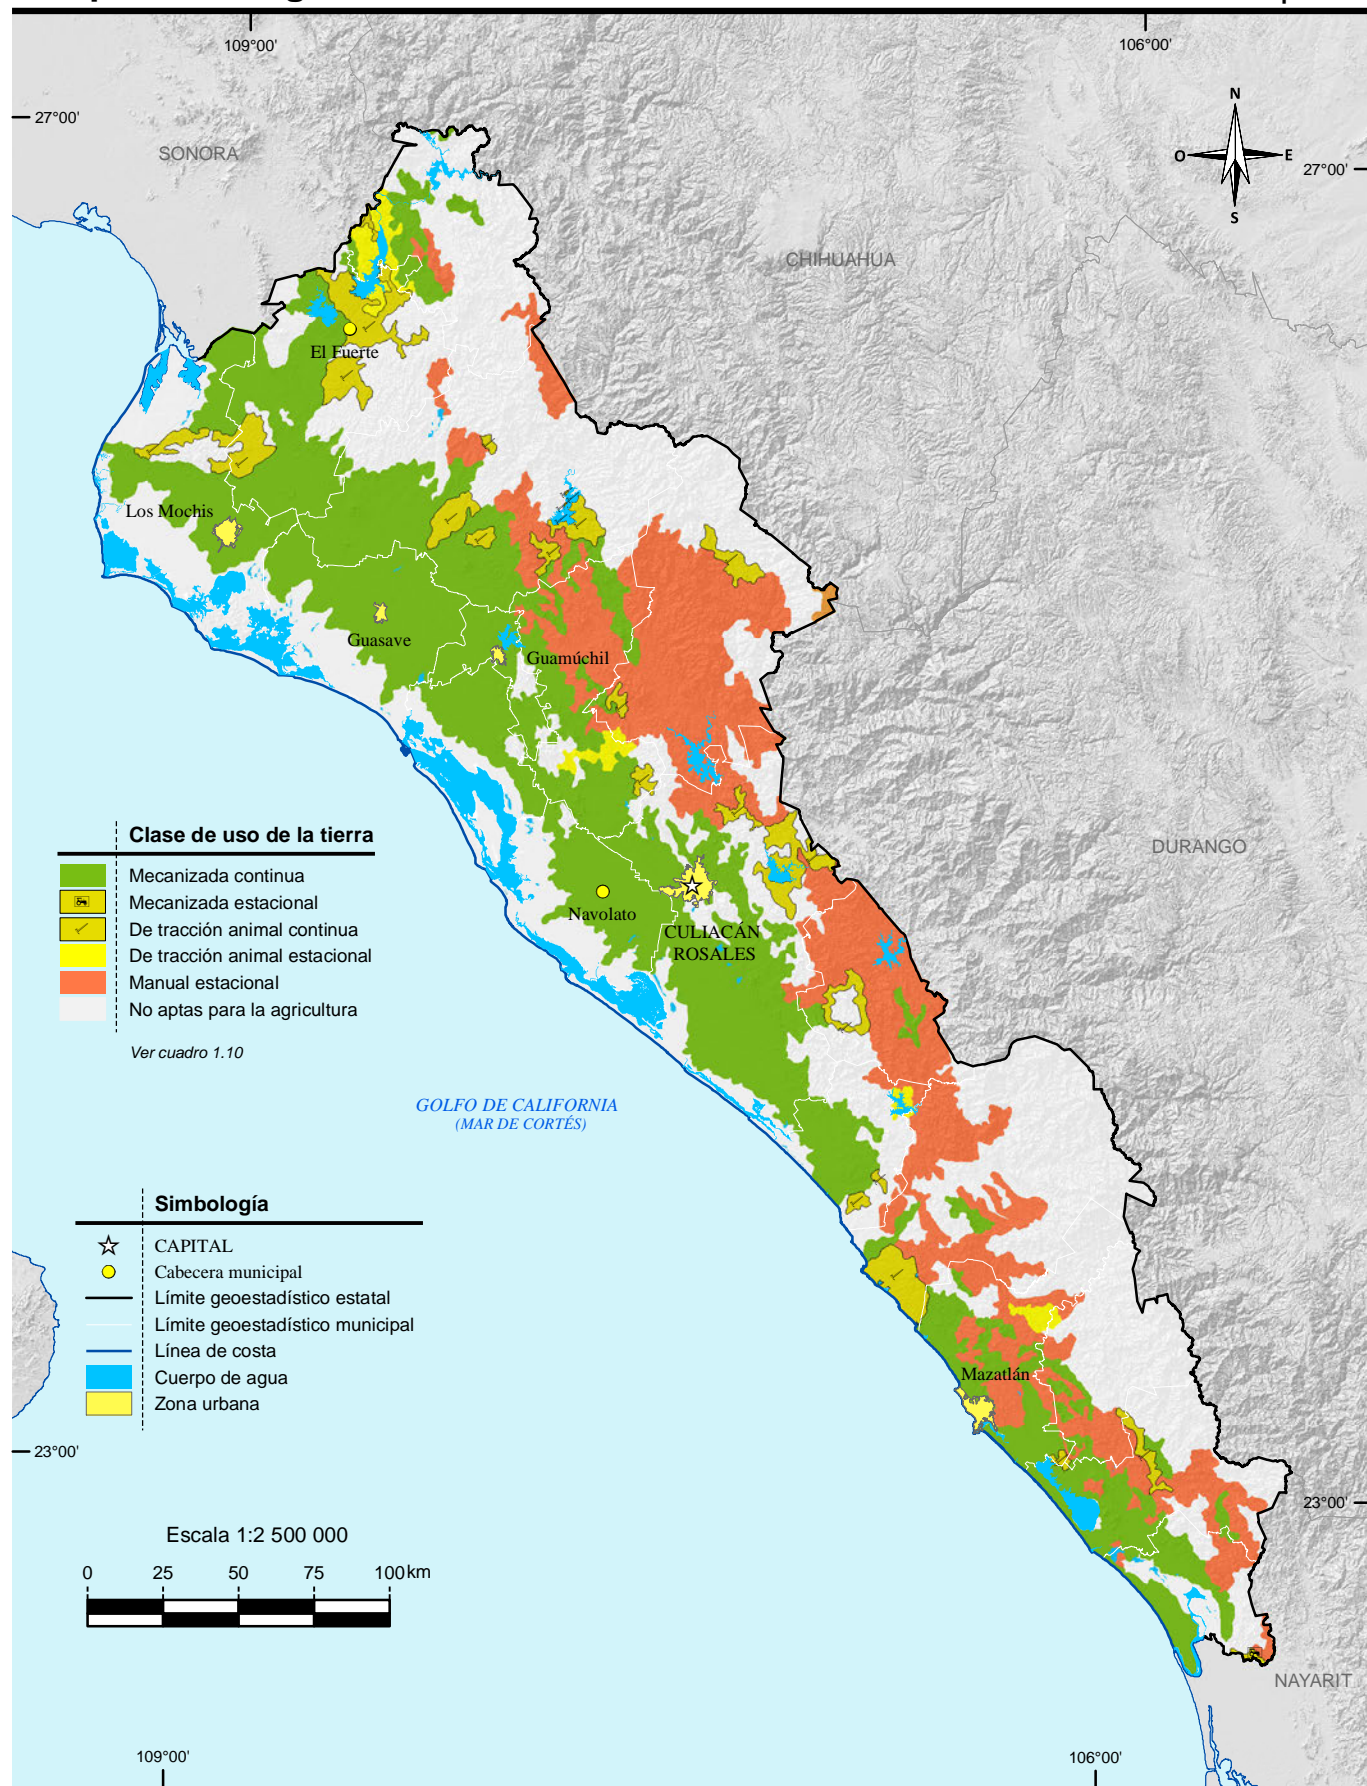 109°00'
106°00'
27°00'
SONORA
N
O
E
S
27°00'
CHIHUAHUA
El Fuerte
Los Mochis
Guasave
Guamúchil
DURANGO
Clase de uso de la tierra
Mecanizada continua
Mecanizada estacional
De tracción animal continua
De tracción animal estacional
Manual estacional
No aptas para la agricultura
Ver cuadro 1.10
Navolato
CULIACÁN
ROSALES
GOLFO DE CALIFORNIA
(MAR DE CORTÉS)
Simbología
CAPITAL
Cabecera municipal
Límite geoestadístico estatal
Límite geoestadístico municipal
Línea de costa
Cuerpo de agua
Zona urbana
Mazatlán
23°00'
23°00'
Escala 1:2 500 000
0 25 50 75 100 km
NAYARIT
109°00'
106°00'